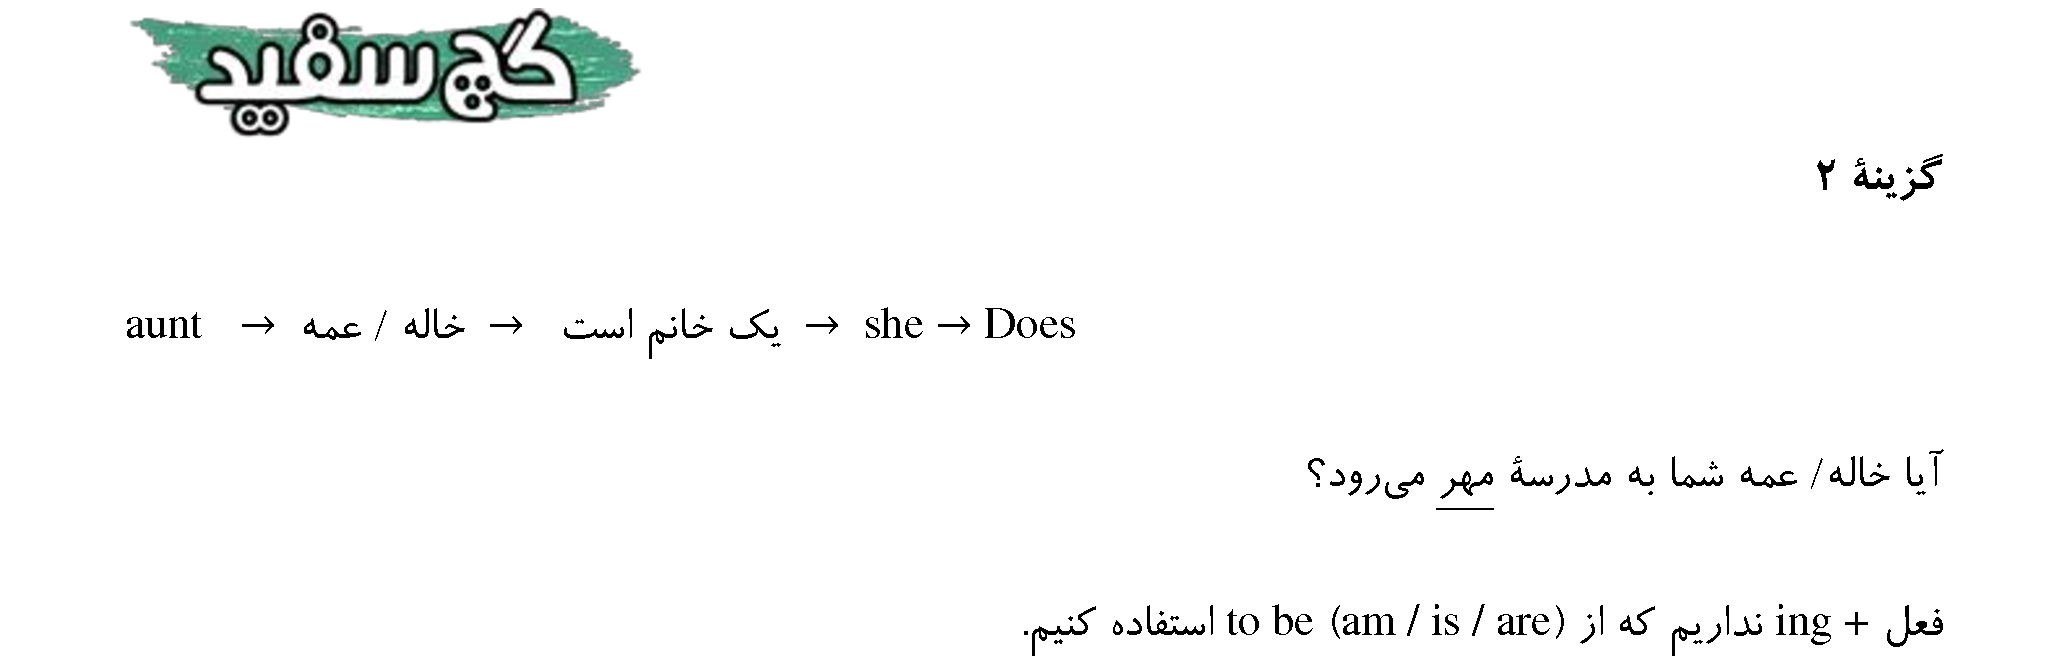 گچ سفید
گزینهٔ ۲
aunt → خاله / عمه → یک خانم است → she → Does
آیا خاله/ عمه شما به مدرسهٔ مهر می‌رود؟
فعل + ing نداریم که از to be (am / is / are) استفاده کنیم.